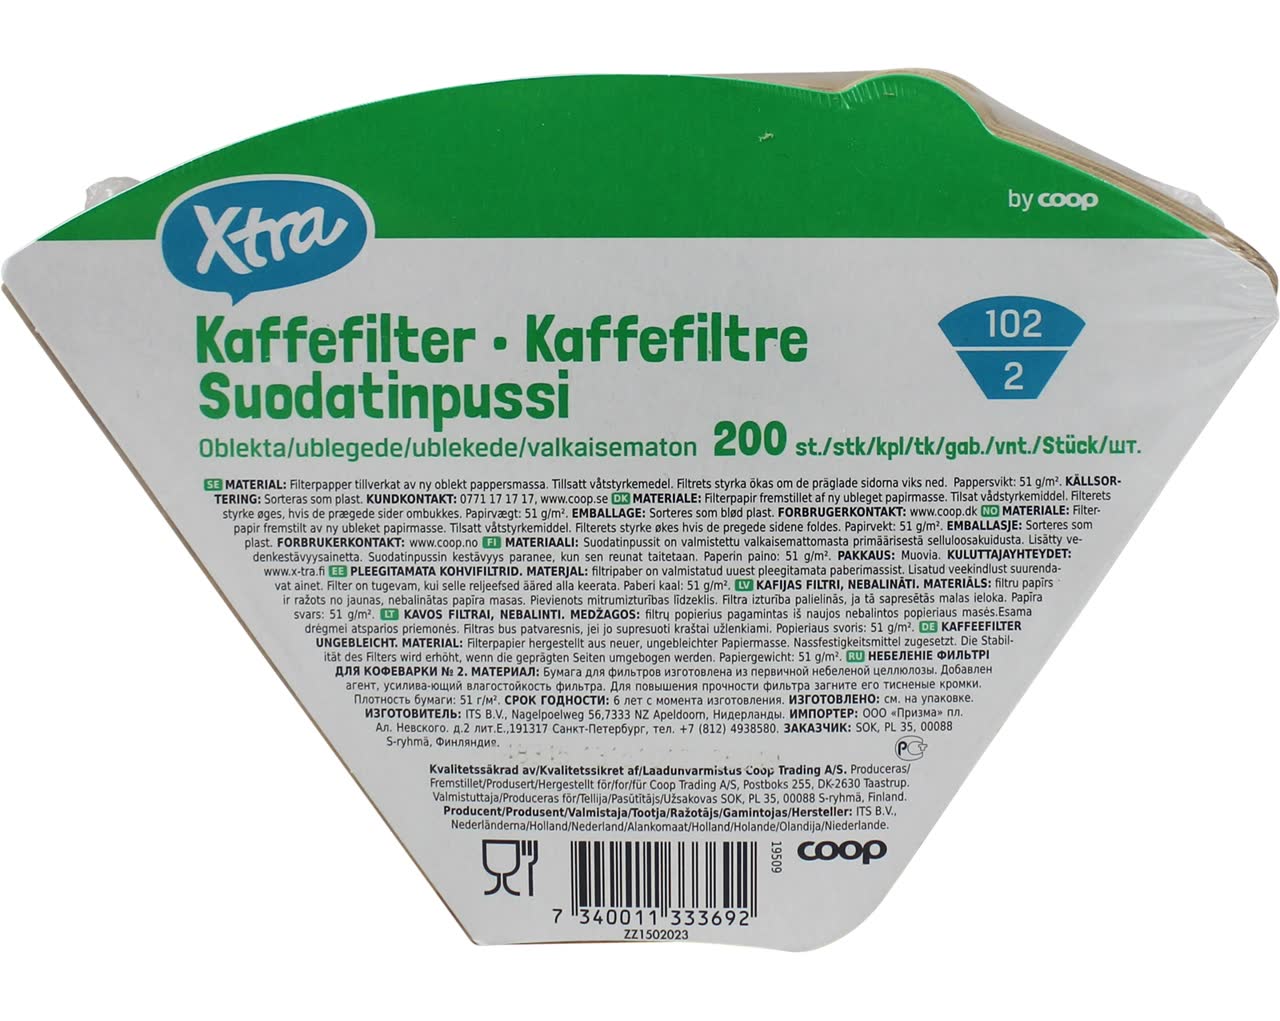 Xtra
by coop
Kaffefilter • Kaffefiltre
Suodatinpussi
102
2
Oblekta/ublegede/ublekede/valkaisematon 200 st./stk/kpl/tk/gab./vnt./Stück/шт.
SE MATERIAL: Filterpapper tillverkat av ny oblekt pappersmassa. Tillsatt våtstyrkemedel. Filtrets styrka ökas om de präglade sidorna viks ned. Pappersvikt: 51 g/m². KÄLLSOR-
TERING: Sorteras som plast. KUNDKONTAKT: 0771 17 17 17, www.coop.se DK MATERIALE: Filterpapir fremstillet af ny ubleget papirmasse. Tilsat vådstyrkemiddel. Filterets
styrke øges, hvis de prægede sider ombukkes. Papirvægt: 51 g/m². EMBALLAGE: Sorteres som blød plast. FORBRUGERKONTAKT: www.coop.dk NO MATERIALE: Filter-
papir fremstilt av ny ubleket papirmasse. Tilsatt våtstyrkemiddel. Filterets styrke økes hvis de pregede sidene foldes. Papirvekt: 51 g/m². EMBALLASJE: Sorteres som
plast. FORBRUKERKONTAKT: www.coop.no FI MATERIAALI: Suodatinpussit on valmistettu valkaisemattomasta primäärisestä selluloosakuidusta. Lisätty ve-
denkestävyysainetta. Suodatinpussin kestävyys paranee, kun sen reunat taitetaan. Paperin paino: 51 g/m². PAKKAUS: Muovia. KULUTTAJAYHTEYDET:
www.x-tra.fi EE PLEEGITAMATA KOHVIFILTRID. MATERJAL: filtripaber on valmistatud uuest pleegitamata paberimassist. Lisatud veekindlust suurenda-
vat ainet. Filter on tugevam, kui selle reljeefsed ääred alla keerata. Paberi kaal: 51 g/m². LV KAFIJAS FILTRI, NEBALINĀTI. MATERIĀLS: filtru papīrs
ir ražots no jaunas, nebalinātas papīra masas. Pievienots mitrumizturības līdzeklis. Filtra izturība palielinās, ja tā sapresētās malas ieloka. Papīra
svars: 51 g/m². LT KAVOS FILTRAI, NEBALINTI. MEDŽAGOS: filtrų popierius pagamintas iš naujos nebalintos popieriaus masės.Esama
drėgmei atsparios priemonės. Filtras bus patvaresnis, jei jo supresuoti kraštai užlenkiami. Popieriaus svoris: 51 g/m². DE KAFFEEFILTER
UNGEBLEICHT. MATERIAL: Filterpapier hergestellt aus neuer, ungebleichter Papiermasse. Nassfestigkeitsmittel zugesetzt. Die Stabil-
ität des Filters wird erhöht, wenn die geprägten Seiten umgebogen werden. Papiergewicht: 51 g/m². RU НЕБЕЛЕНІЕ ФИЛЬТРІ
ДЛЯ КОФЕВАРКИ № 2. МАТЕРИАЛ: Бумага для фильтров изготовлена из первичной небеленой целлюлозы. Добавлен
агент, усилива-ющий влагостойкость фильтра. Для повышения прочности фильтра загните его тисненые кромки.
Плотность бумаги: 51 г/м². СРОК ГОДНОСТИ: 6 лет с момента изготовления. ИЗГОТОВЛЕНО: см. на упаковке.
ИЗГОТОВИТЕЛЬ: ITS B.V., Nagelpoelweg 56,7333 NZ Apeldoorn, Нидерланды. ИМПОРТЕР: ООО «Призма» пл.
Ал. Невского. д.2 лит.Е.,191317 Санкт-Петербург, тел. +7 (812) 4938580. ЗАКАЗЧИК: SOK, PL 35, 00088
S-ryhmä, Финляндия.
Kvalitetssäkrad av/Kvalitetssikret af/Laadunvarmistus Coop Trading A/S. Produceras/
Fremstillet/Produsert/Hergestellt för/for/für Coop Trading A/S, Postboks 255, DK-2630 Taastrup.
Valmistuttaja/Produceras för/Tellija/Pasūtītājs/Užsakovas SOK, PL 35, 00088 S-ryhmä, Finland.
Producent/Produsent/Valmistaja/Tootja/Ražotājs/Gamintojas/Hersteller: ITS B.V.,
Nederländerna/Holland/Nederland/Alankomaat/Holland/Holande/Olandija/Niederlande.
19509
coop
7 340011 333692
ZZ1502023